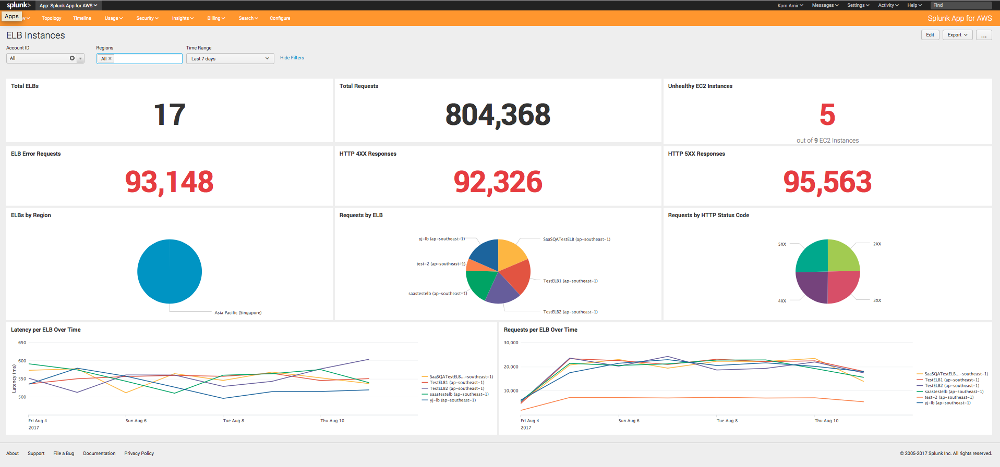 splunk> App: Splunk App for AWS Kam Amir Messages Settings Activity Help Find
Apps w Topology Timeline Usage Security Insights Billing Search Configure Splunk App for AWS
ELB Instances Edit Export ...
Account ID Regions Time Range
All All Last 7 days Hide Filters
Total ELBs Total Requests Unhealthy EC2 Instances
17 804,368 5
out of 9 EC2 Instances
ELB Error Requests HTTP 4XX Responses HTTP 5XX Responses
93,148 92,326 95,563
ELBs by Region Requests by ELB Requests by HTTP Status Code
Asia Pacific (Singapore)
yj-lb (ap-southeast-1) SaaSQATestELB (ap-southeast-1)
test-2 (ap-southeast-1)
TestELB1 (ap-southeast-1)
saastestelb (ap-southeast-1)
TestELB2 (ap-southeast-1)
5XX 2XX
4XX 3XX
Latency per ELB Over Time
650
600
550
500
Latency (ms)
Fri Aug 4 Sun Aug 6 Tue Aug 8 Thu Aug 10
2017
SaaSQATestELB...-southeast-1)
TestELB1 (ap-southeast-1)
TestELB2 (ap-southeast-1)
saastestelb (ap-southeast-1)
yj-lb (ap-southeast-1)
Requests per ELB Over Time
30,000
20,000
10,000
Fri Aug 4 Sun Aug 6 Tue Aug 8 Thu Aug 10
2017
SaaSQATestELB...-southeast-1)
TestELB1 (ap-southeast-1)
TestELB2 (ap-southeast-1)
saastestelb (ap-southeast-1)
test-2 (ap-southeast-1)
yj-lb (ap-southeast-1)
About Support File a Bug Documentation Privacy Policy © 2005-2017 Splunk Inc. All rights reserved.